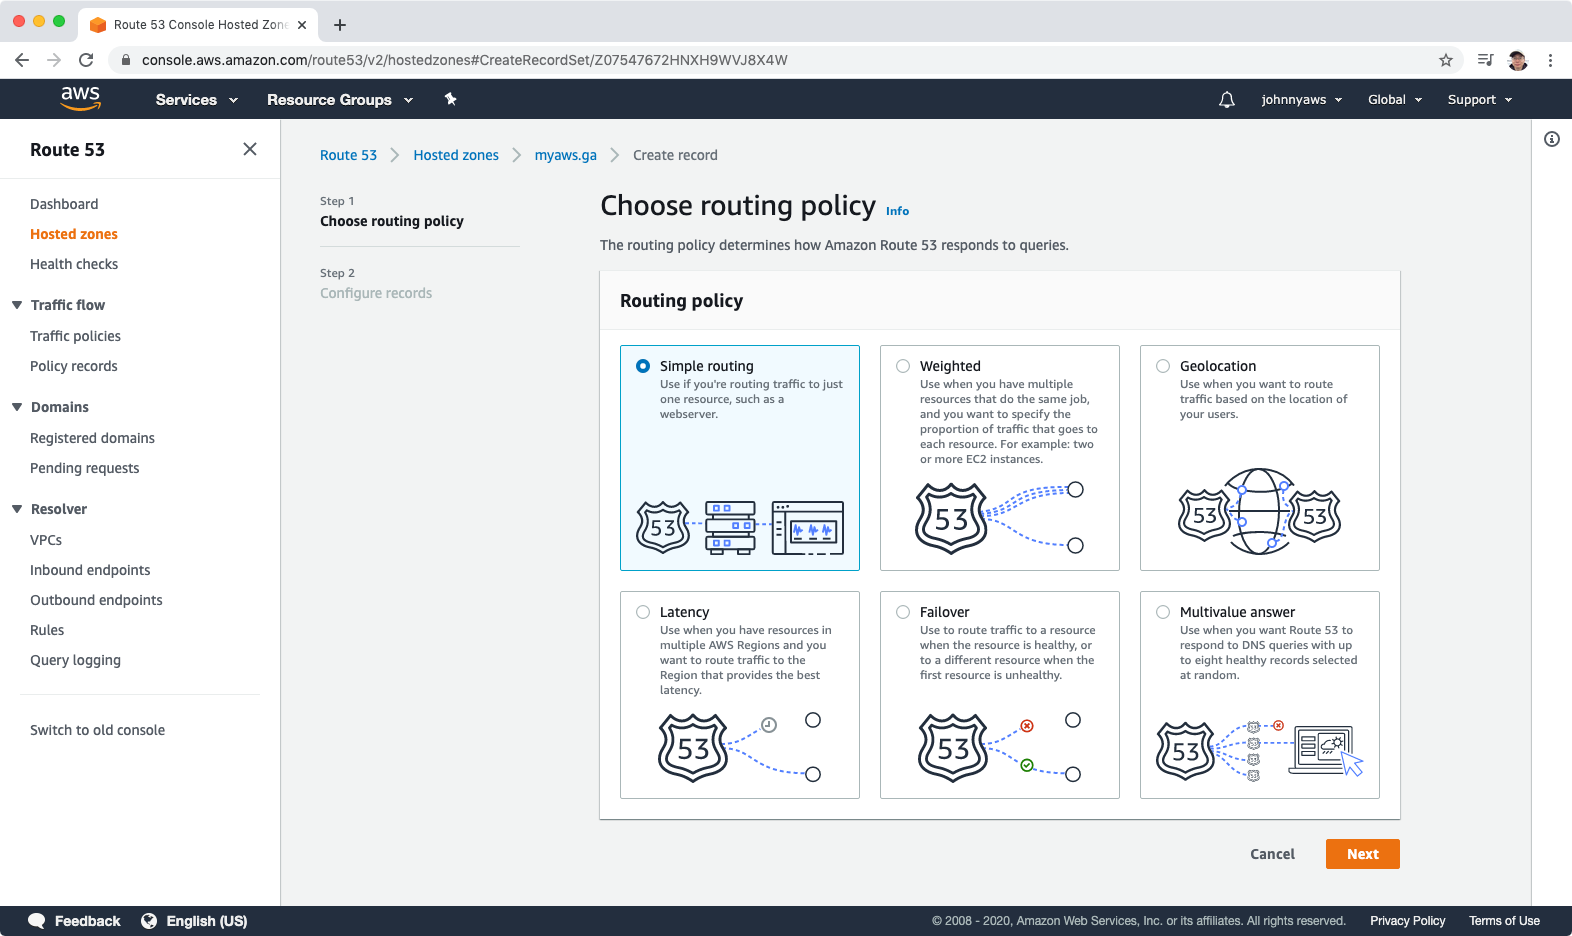 Route 53 Console Hosted Zone
console.aws.amazon.com/route53/v2/hostedzones#CreateRecordSet/Z07547672HNXH9WVJ8X4W
aws
Services
Resource Groups
johnnyaws
Global
Support
Route 53
Dashboard
Hosted zones
Health checks
Traffic flow
Traffic policies
Policy records
Domains
Registered domains
Pending requests
Resolver
VPCs
Inbound endpoints
Outbound endpoints
Rules
Query logging
Switch to old console
Route 53 > Hosted zones > myaws.ga > Create record
Step 1
Choose routing policy
Step 2
Configure records
Choose routing policy Info
The routing policy determines how Amazon Route 53 responds to queries.
Routing policy
Simple routing
Use if you're routing traffic to just
one resource, such as a
webserver.
53
Weighted
Use when you have multiple
resources that do the same job,
and you want to specify the
proportion of traffic that goes to
each resource. For example: two
or more EC2 instances.
53
Geolocation
Use when you want to route
traffic based on the location of
your users.
53
53
Latency
Use when you have resources in
multiple AWS Regions and you
want to route traffic to the
Region that provides the best
latency.
53
Failover
Use to route traffic to a resource
when the resource is healthy, or
to a different resource when the
first resource is unhealthy.
53
Multivalue answer
Use when you want Route 53 to
respond to DNS queries with up
to eight healthy records selected
at random.
53
53
53
53
53
Cancel
Next
Feedback
English (US)
© 2008 - 2020, Amazon Web Services, Inc. or its affiliates. All rights reserved.
Privacy Policy
Terms of Use